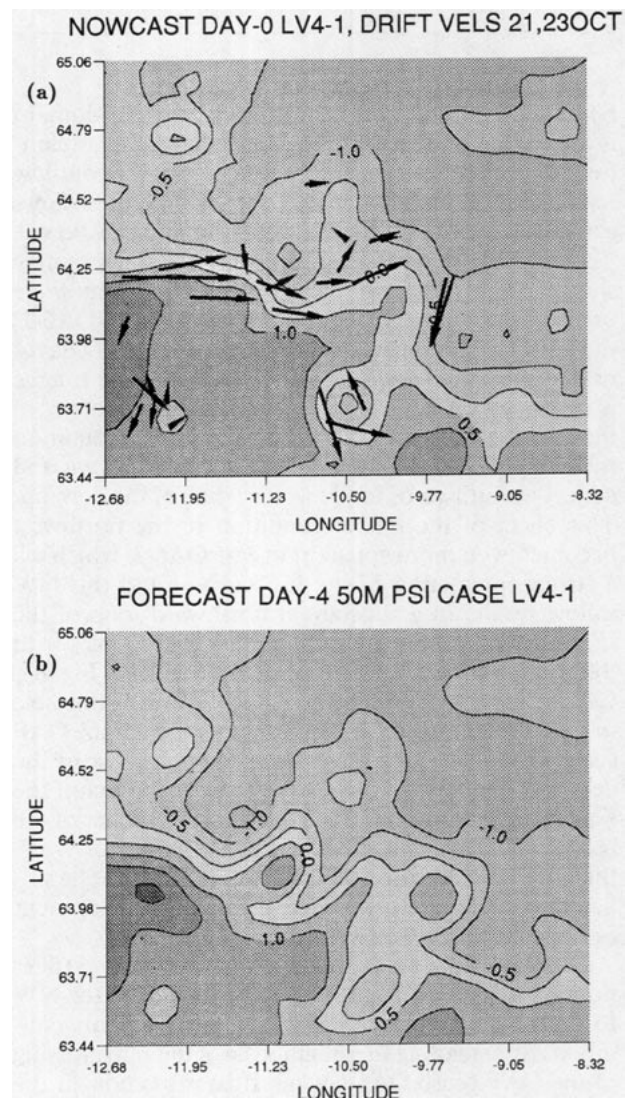 NOWCAST DAY-0 LV4-1, DRIFT VELS 21,23OCT
(a)
65.06
64.79
64.52
64.25
63.98
63.71
63.44
LATITUDE
-1.0
-0.5
0.0
1.0
0.5
-12.68 -11.95 -11.23 -10.50 -9.77 -9.05 -8.32
LONGITUDE
FORECAST DAY-4 50M PSI CASE LV4-1
(b)
65.06
64.79
64.52
64.25
63.98
63.71
63.44
LATITUDE
-0.5
-1.0
0.0
-1.0
1.0
-0.5
0.5
-12.68 -11.95 -11.23 -10.50 -9.77 -9.05 -8.32
LONGITUDE